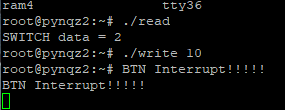 ram4 tty36
root@pynqz2:~# ./read
SWITCH data = 2
root@pynqz2:~# ./write 10
root@pynqz2:~# BTN Interrupt!!!!!
BTN Interrupt!!!!!